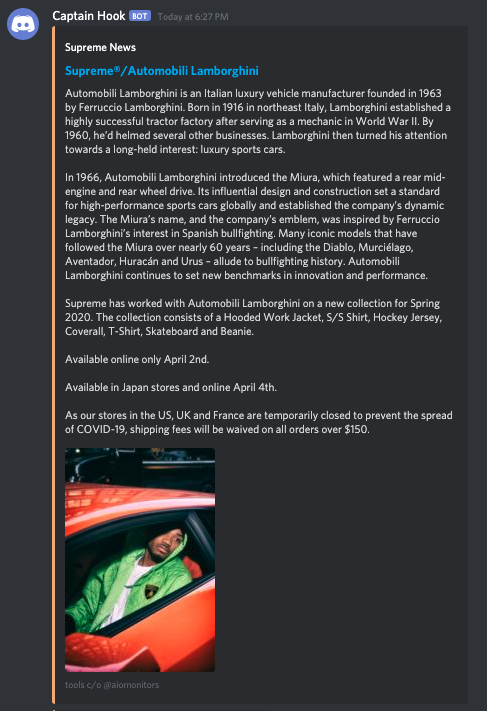 Captain Hook BOT Today at 6:27 PM
Supreme News
Supreme®/Automobili Lamborghini
Automobili Lamborghini is an Italian luxury vehicle manufacturer founded in 1963
by Ferruccio Lamborghini. Born in 1916 in northeast Italy, Lamborghini established a
highly successful tractor factory after serving as a mechanic in World War II. By
1960, he’d helmed several other businesses. Lamborghini then turned his attention
towards a long-held interest: luxury sports cars.
In 1966, Automobili Lamborghini introduced the Miura, which featured a rear mid-
engine and rear wheel drive. Its influential design and construction set a standard
for high-performance sports cars globally and established the company’s dynamic
legacy. The Miura’s name, and the company’s emblem, was inspired by Ferruccio
Lamborghini’s interest in Spanish bullfighting. Many iconic models that have
followed the Miura over nearly 60 years – including the Diablo, Murciélago,
Aventador, Huracán and Urus – allude to bullfighting history. Automobili
Lamborghini continues to set new benchmarks in innovation and performance.
Supreme has worked with Automobili Lamborghini on a new collection for Spring
2020. The collection consists of a Hooded Work Jacket, S/S Shirt, Hockey Jersey,
Coverall, T-Shirt, Skateboard and Beanie.
Available online only April 2nd.
Available in Japan stores and online April 4th.
As our stores in the US, UK and France are temporarily closed to prevent the spread
of COVID-19, shipping fees will be waived on all orders over $150.
tools c/o @aiomonitors